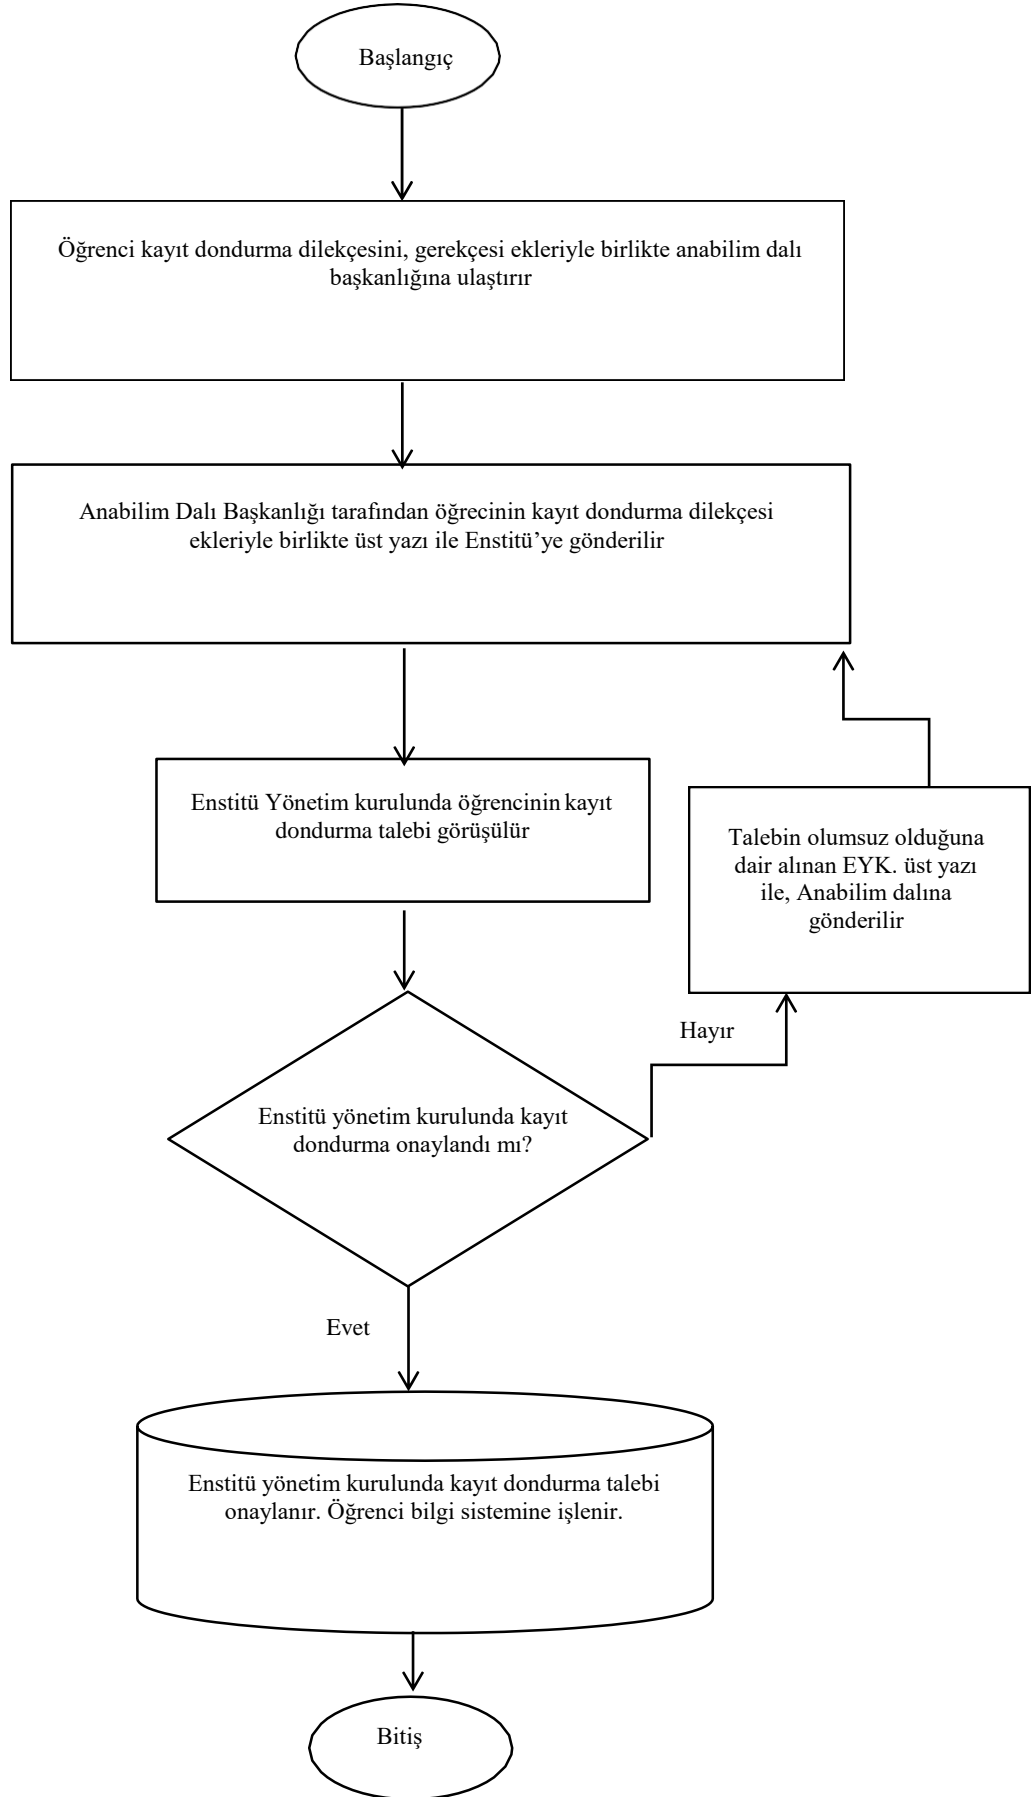 Başlangıç
Öğrenci kayıt dondurma dilekçesini, gerekçesi ekleriyle birlikte anabilim dalı
başkanlığına ulaştırır
Anabilim Dalı Başkanlığı tarafından öğrecinin kayıt dondurma dilekçesi
ekleriyle birlikte üst yazı ile Enstitü’ye gönderilir
Enstitü Yönetim kurulunda öğrencinin kayıt
dondurma talebi görüşülür
Talebin olumsuz olduğuna
dair alınan EYK. üst yazı
ile, Anabilim dalına
gönderilir
Hayır
Enstitü yönetim kurulunda kayıt
dondurma onaylandı mı?
Evet
Enstitü yönetim kurulunda kayıt dondurma talebi
onaylanır. Öğrenci bilgi sistemine işlenir.
Bitiş